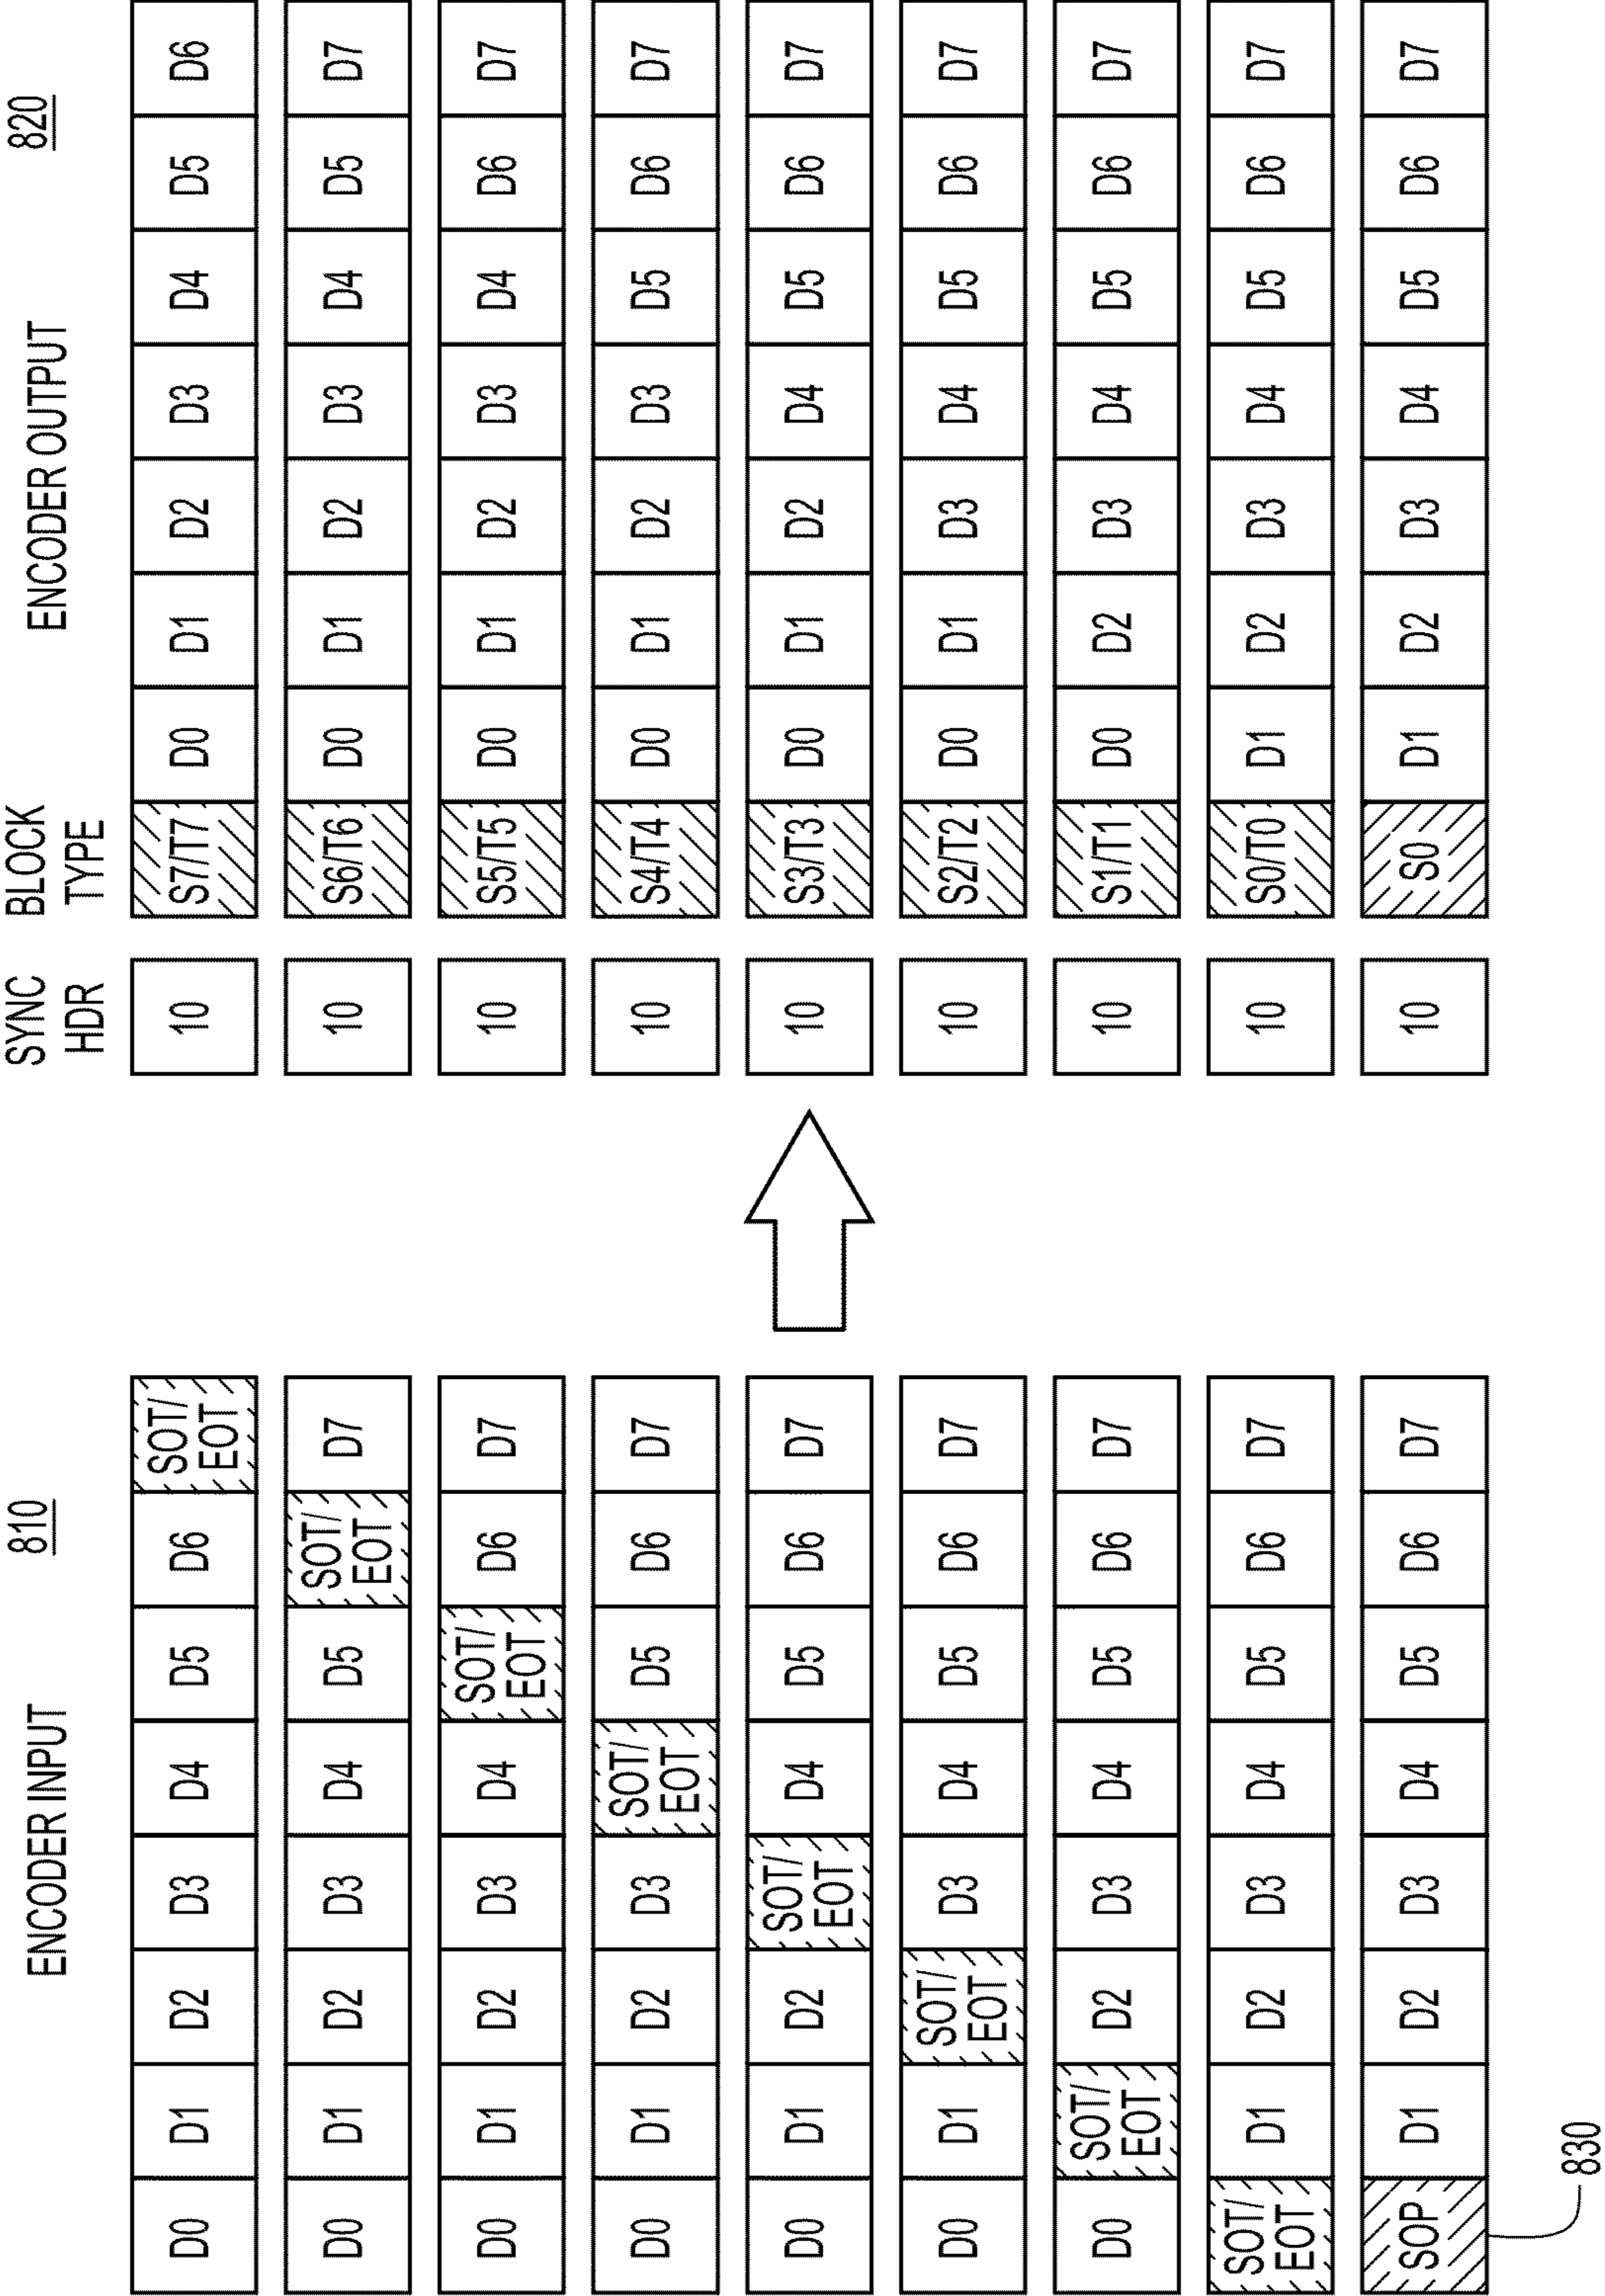 810
ENCODER INPUT
SYNC HDR
BLOCK TYPE
820
ENCODER OUTPUT
D0 D1 D2 D3 D4 D5 D6 SOT/EOT 10 S7/T7 D0 D1 D2 D3 D4 D5 D6
D0 D1 D2 D3 D4 D5 SOT/EOT D7 10 S6/T6 D0 D1 D2 D3 D4 D5 D7
D0 D1 D2 D3 D4 SOT/EOT D6 D7 10 S5/T5 D0 D1 D2 D3 D4 D6 D7
D0 D1 D2 D3 SOT/EOT D5 D6 D7 10 S4/T4 D0 D1 D2 D3 D5 D6 D7
D0 D1 D2 SOT/EOT D4 D5 D6 D7 10 S3/T3 D0 D1 D2 D4 D5 D6 D7
D0 D1 SOT/EOT D3 D4 D5 D6 D7 10 S2/T2 D0 D1 D3 D4 D5 D6 D7
D0 SOT/EOT D2 D3 D4 D5 D6 D7 10 S1/T1 D0 D2 D3 D4 D5 D6 D7
SOT/EOT D1 D2 D3 D4 D5 D6 D7 10 S0/T0 D1 D2 D3 D4 D5 D6 D7
SOP D1 D2 D3 D4 D5 D6 D7 10 S0 D1 D2 D3 D4 D5 D6 D7
830